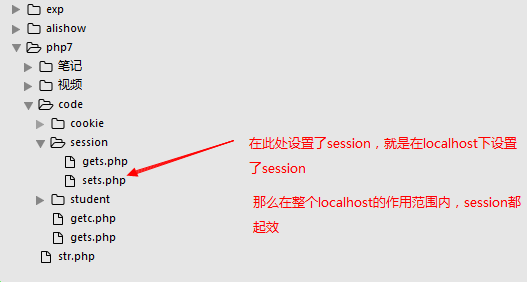 exp
alishow
php7
笔记
视频
code
cookie
session
gets.php
sets.php
student
getc.php
gets.php
str.php
在此处设置了session，就是在localhost下设置
了session
那么在整个localhost的作用范围内，session都
起效